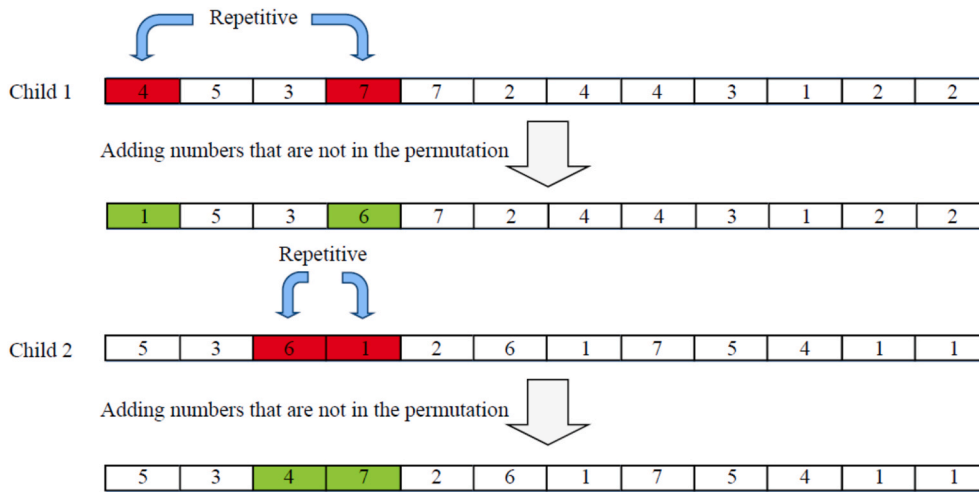 Repetitive
Child 1 4 5 3 7 7 2 4 4 3 1 2 2
Adding numbers that are not in the permutation
1 5 3 6 7 2 4 4 3 1 2 2
Repetitive
Child 2 5 3 6 1 2 6 1 7 5 4 1 1
Adding numbers that are not in the permutation
5 3 4 7 2 6 1 7 5 4 1 1